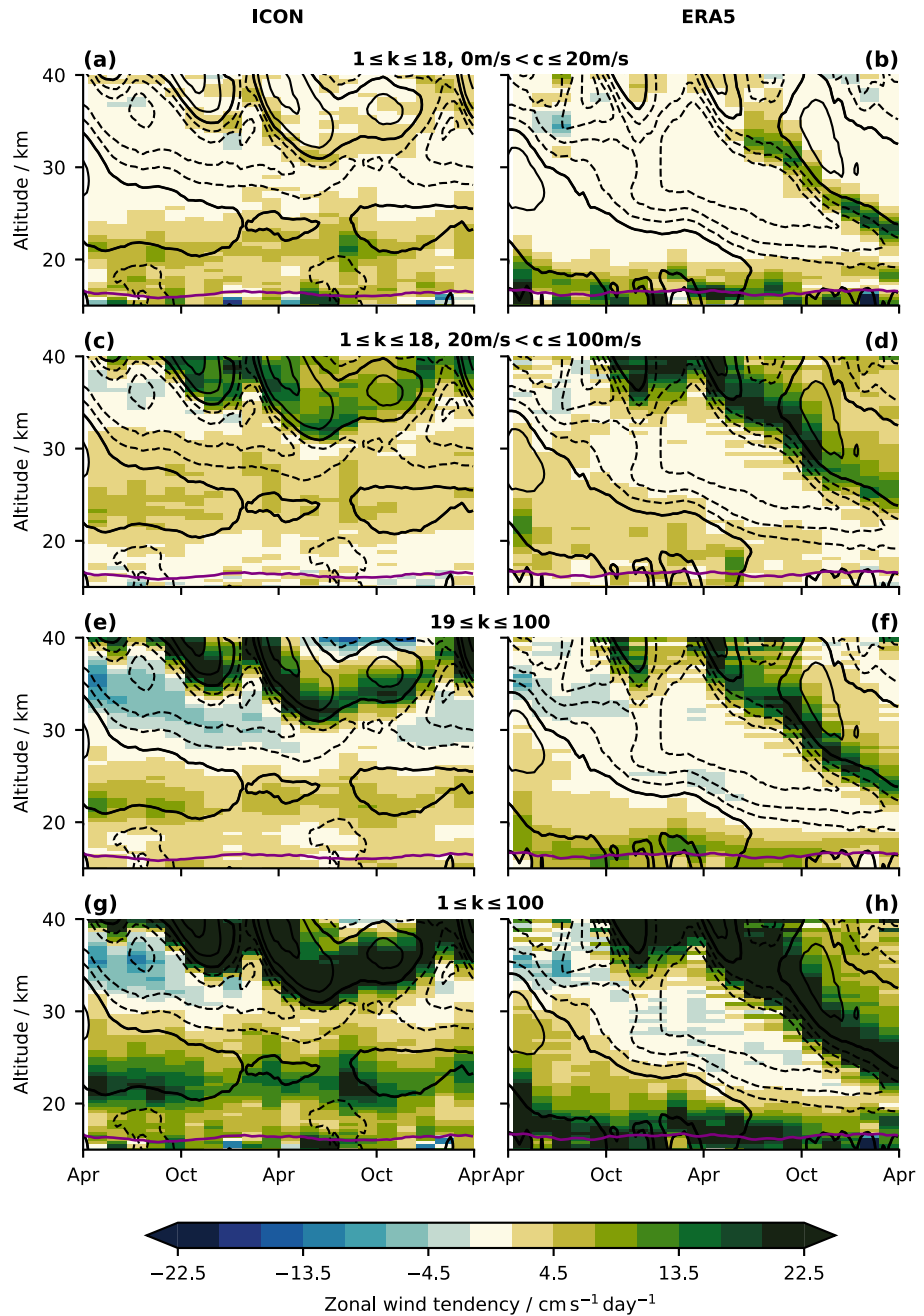 ICON ERA5
(a) 1 ≤ k ≤ 18, 0m/s < c ≤ 20m/s (b)
40
30
20
Altitude / km
(c) 1 ≤ k ≤ 18, 20m/s < c ≤ 100m/s (d)
40
30
20
Altitude / km
(e) 19 ≤ k ≤ 100 (f)
40
30
20
Altitude / km
(g) 1 ≤ k ≤ 100 (h)
40
30
20
Altitude / km
Apr Oct Apr Oct Apr Oct Apr Oct Apr
−22.5 −13.5 −4.5 4.5 13.5 22.5
Zonal wind tendency / cm s⁻¹ day⁻¹